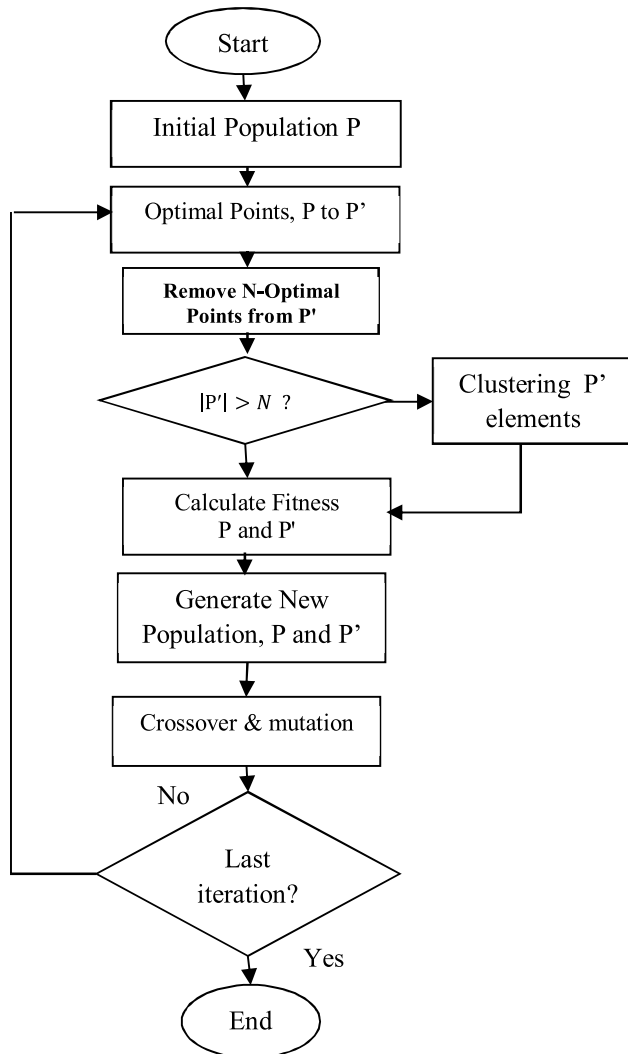 Start
Initial Population P
Optimal Points, P to P’
Remove N-Optimal
Points from P'
|P′| > N ?
Clustering P’
elements
Calculate Fitness
P and P'
Generate New
Population, P and P’
Crossover & mutation
No
Last
iteration?
Yes
End